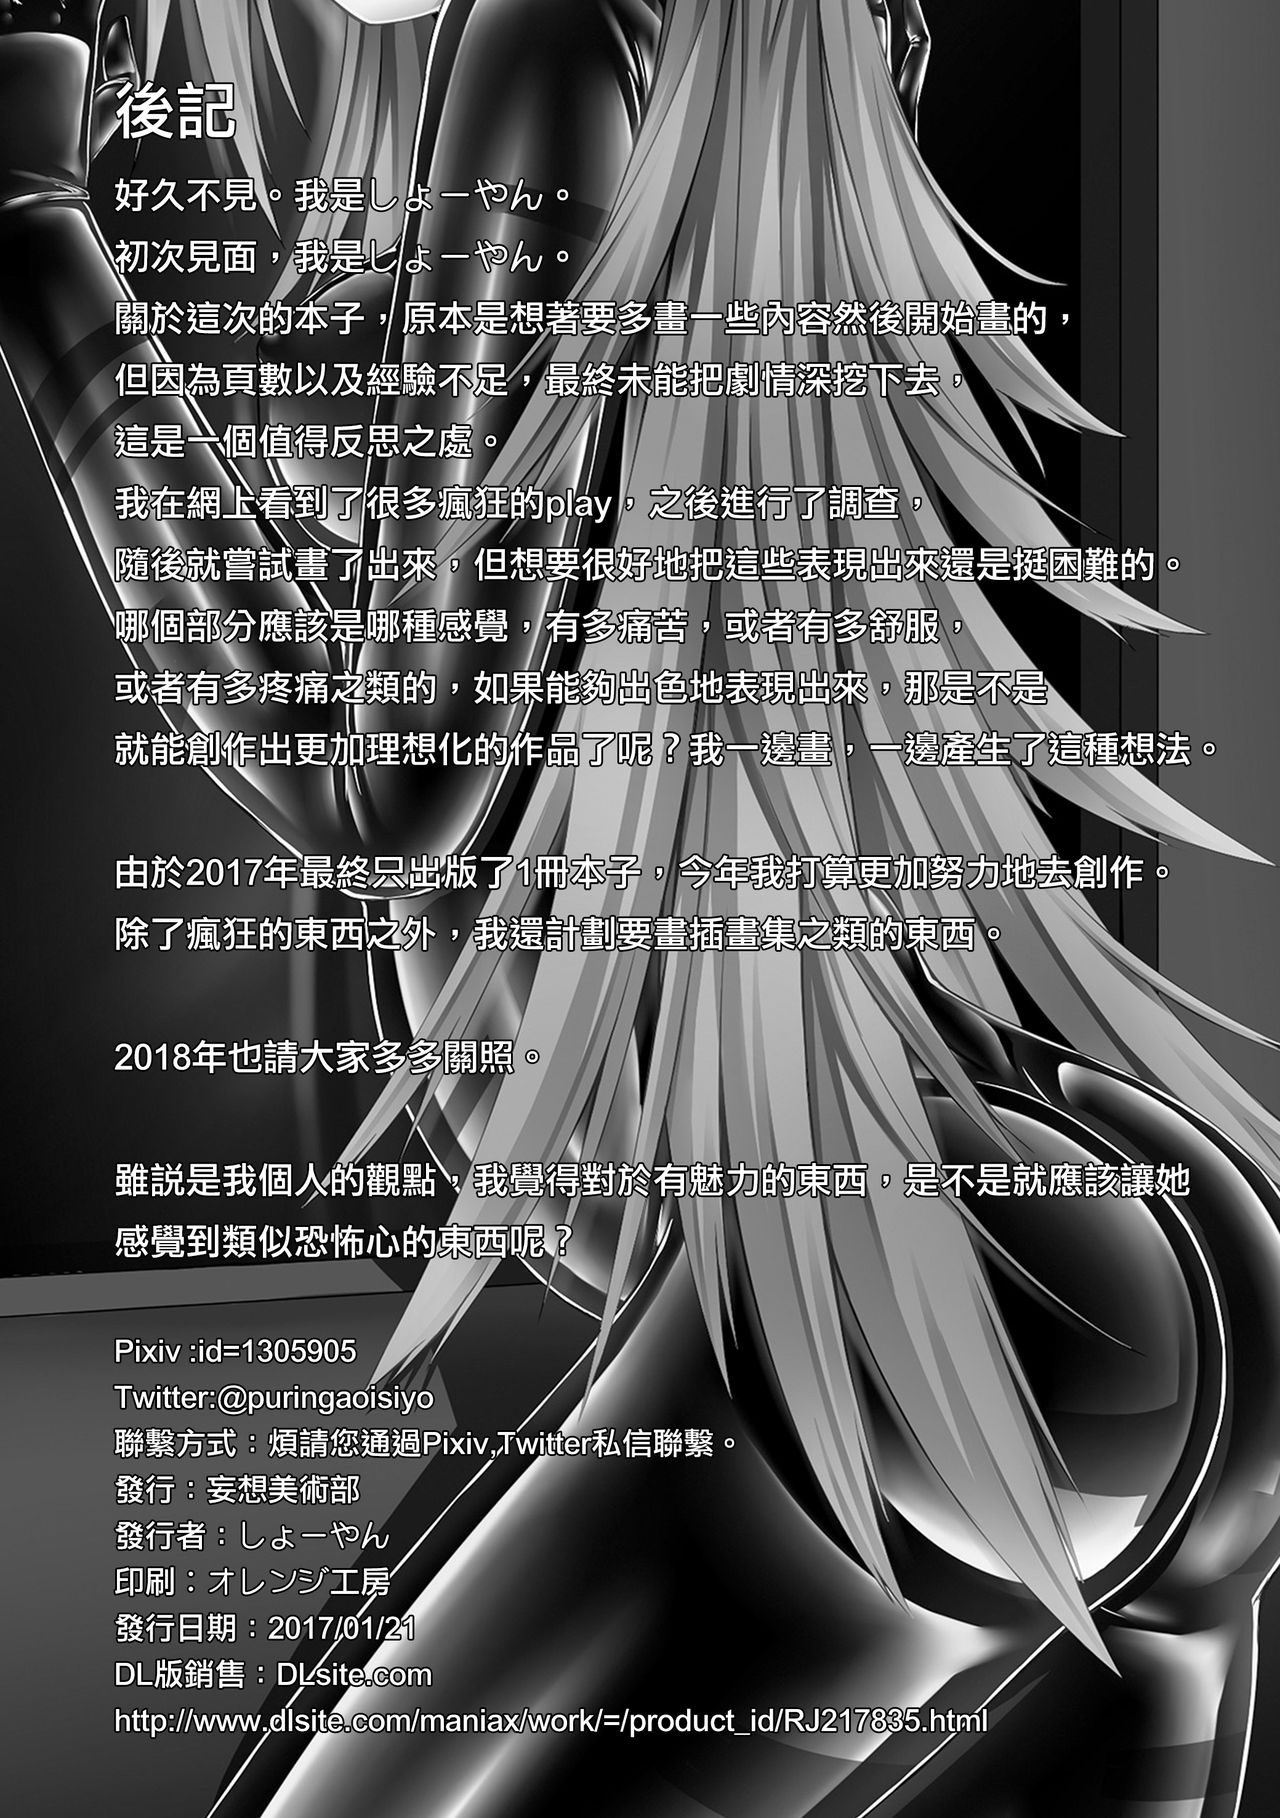 後記
好久不見。我是しょーやん。
初次見面，我是しょーやん。
關於這次的本子，原本是想著要多畫一些內容然後開始畫的，
但因為頁數以及經驗不足，最終未能把劇情深挖下去，
這是一個值得反思之處。
我在網上看到了很多瘋狂的play，之後進行了調查，
隨後就嘗試畫了出來，但想要很好地把這些表現出來還是挺困難的。
哪個部分應該是哪種感覺，有多痛苦，或者有多舒服，
或者有多疼痛之類的，如果能夠出色地表現出來，那是不是
就能創作出更加理想化的作品了呢？我一邊畫，一邊產生了這種想法。
由於2017年最終只出版了1冊本子，今年我打算更加努力地去創作。
除了瘋狂的東西之外，我還計劃要畫插畫集之類的東西。
2018年也請大家多多關照。
雖説是我個人的觀點，我覺得對於有魅力的東西，是不是就應該讓她
感覺到類似恐怖心的東西呢？
Pixiv :id=1305905
Twitter:@puringaoisiyo
聯繫方式：煩請您通過Pixiv,Twitter私信聯繫。
發行：妄想美術部
發行者：しょーやん
印刷：オレンジ工房
發行日期：2017/01/21
DL版銷售：DLsite.com
http://www.dlsite.com/maniax/work/=/product_id/RJ217835.html